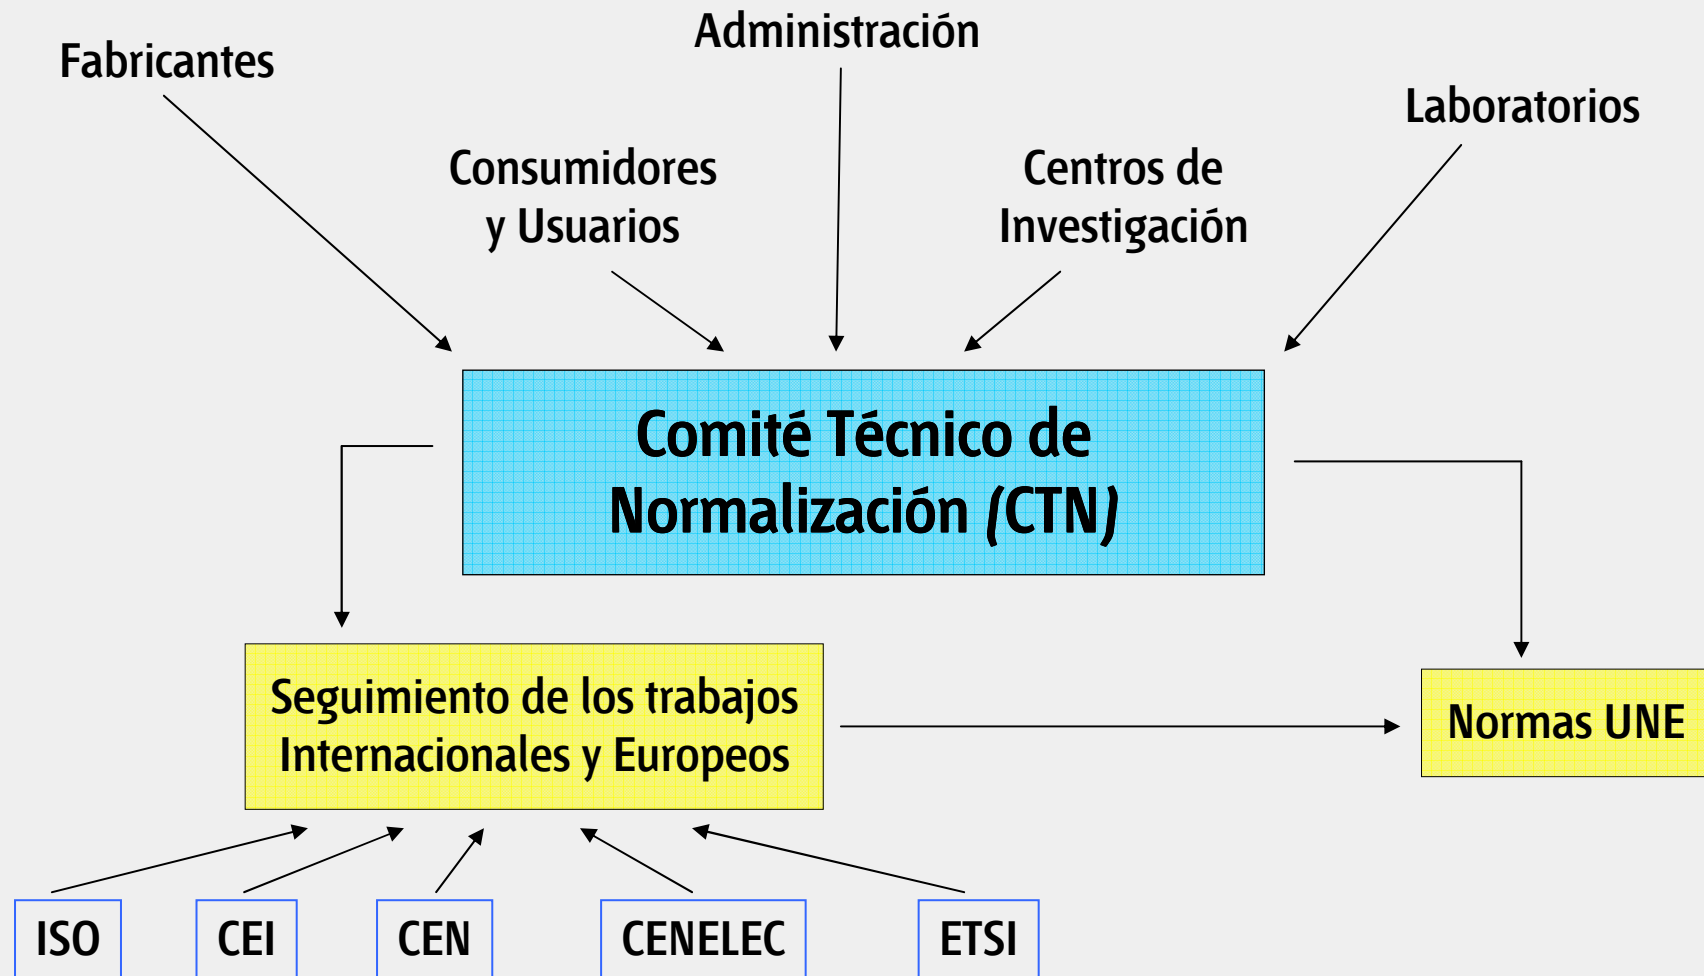 Administración
Fabricantes
Laboratorios
Consumidores
y Usuarios
Centros de
Investigación
Comité Técnico de
Normalización (CTN)
Seguimiento de los trabajos
Internacionales y Europeos
Normas UNE
ISO
CEI
CEN
CENELEC
ETSI